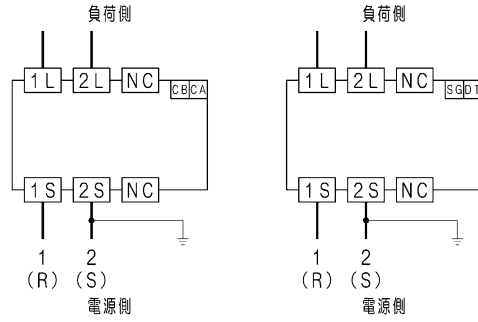 負荷側 負荷側
1L 2L NC CB CA 1L 2L NC SG DT
1S 2S NC 1S 2S NC
1 2 1 2
(R) (S) (R) (S)
電源側 電源側